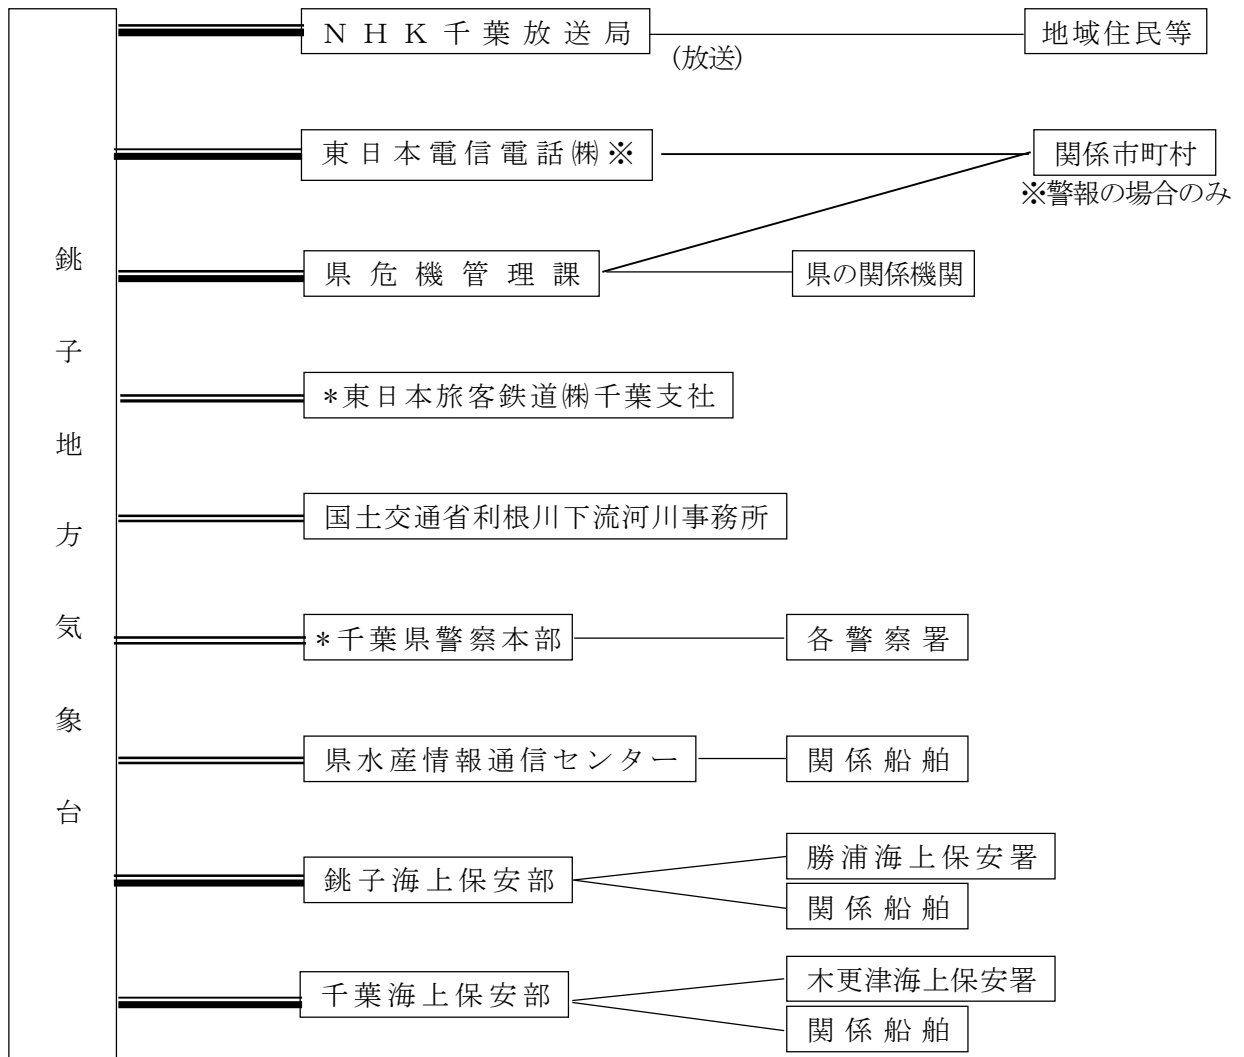 銚子地方気象台
NHK千葉放送局
(放送)
地域住民等
東日本電信電話㈱※
関係市町村
※警報の場合のみ
県危機管理課
県の関係機関
*東日本旅客鉄道㈱千葉支社
国土交通省利根川下流河川事務所
*千葉県警察本部
各警察署
県水産情報通信センター
関係船舶
銚子海上保安部
勝浦海上保安署
関係船舶
千葉海上保安部
木更津海上保安署
関係船舶